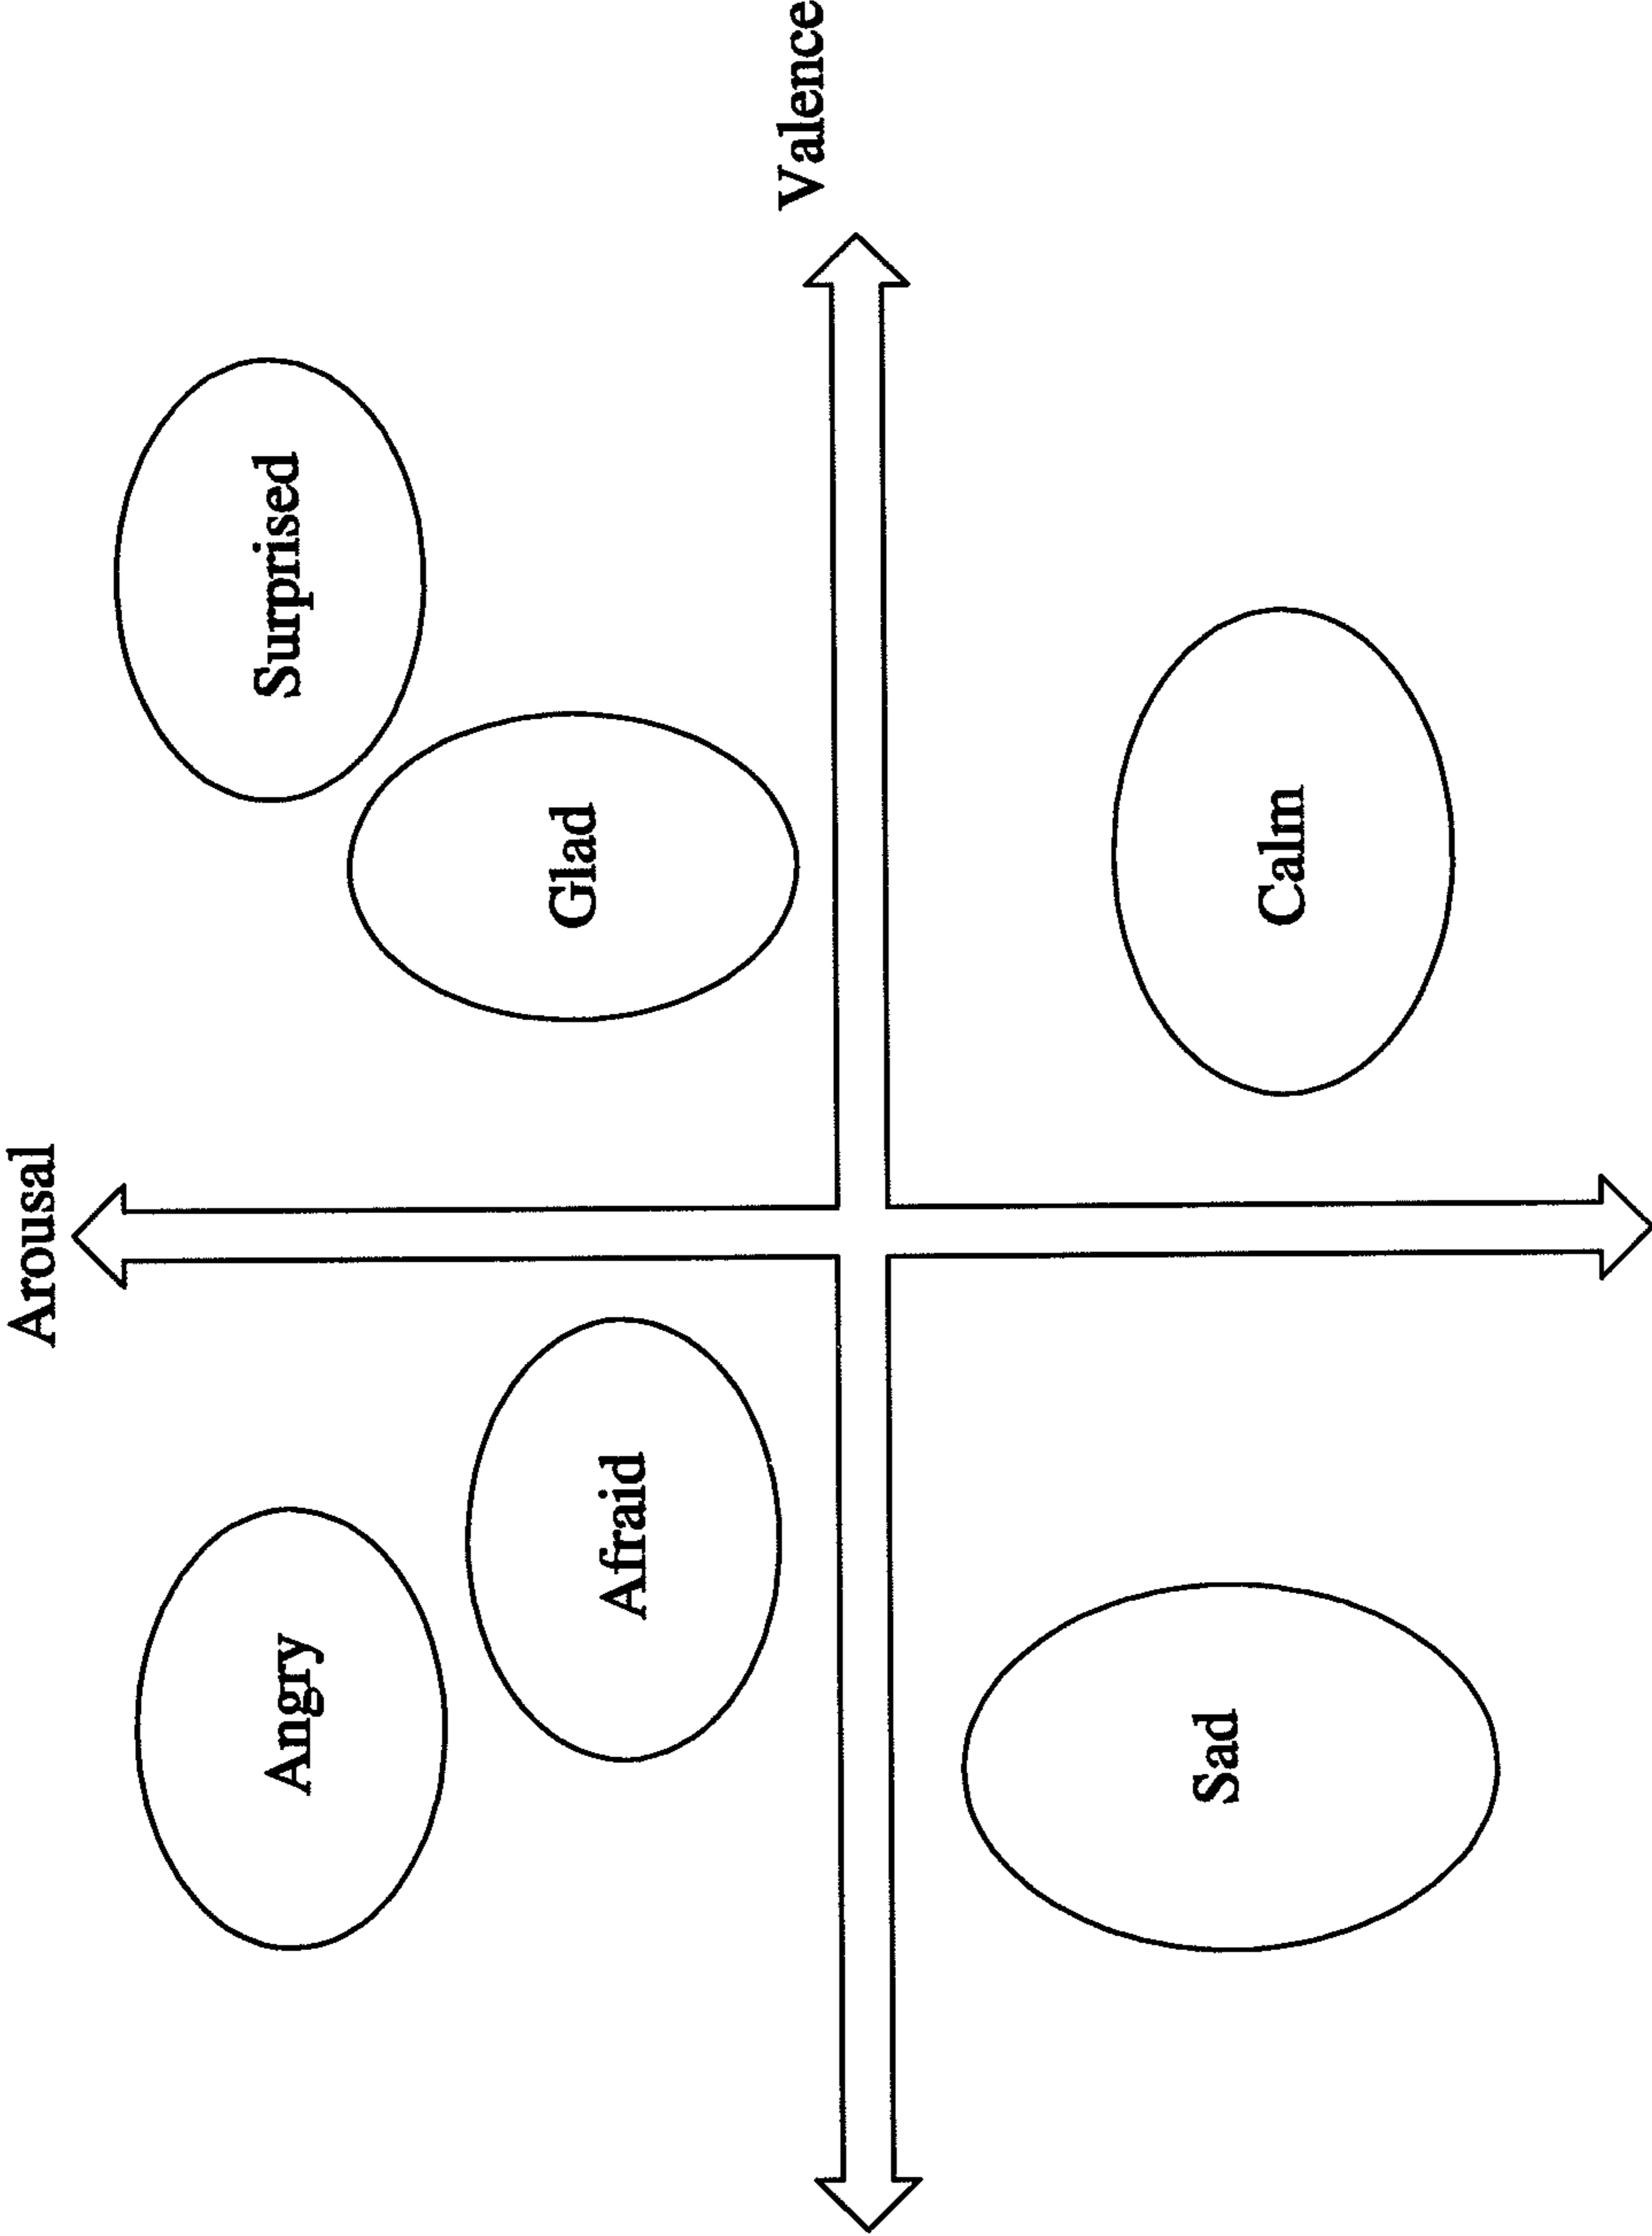 Arousal
Angry
Surprised
Afraid
Glad
Valence
Sad
Calm